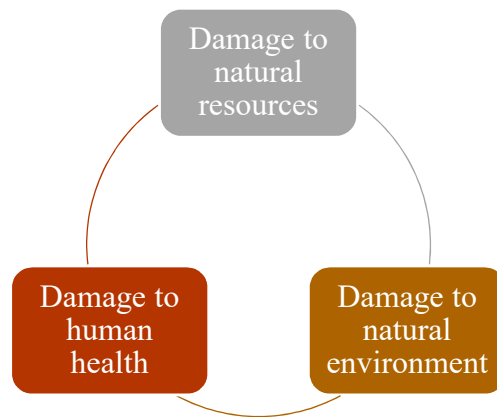 Damage to
natural
resources
Damage to
human
health
Damage to
natural
environment